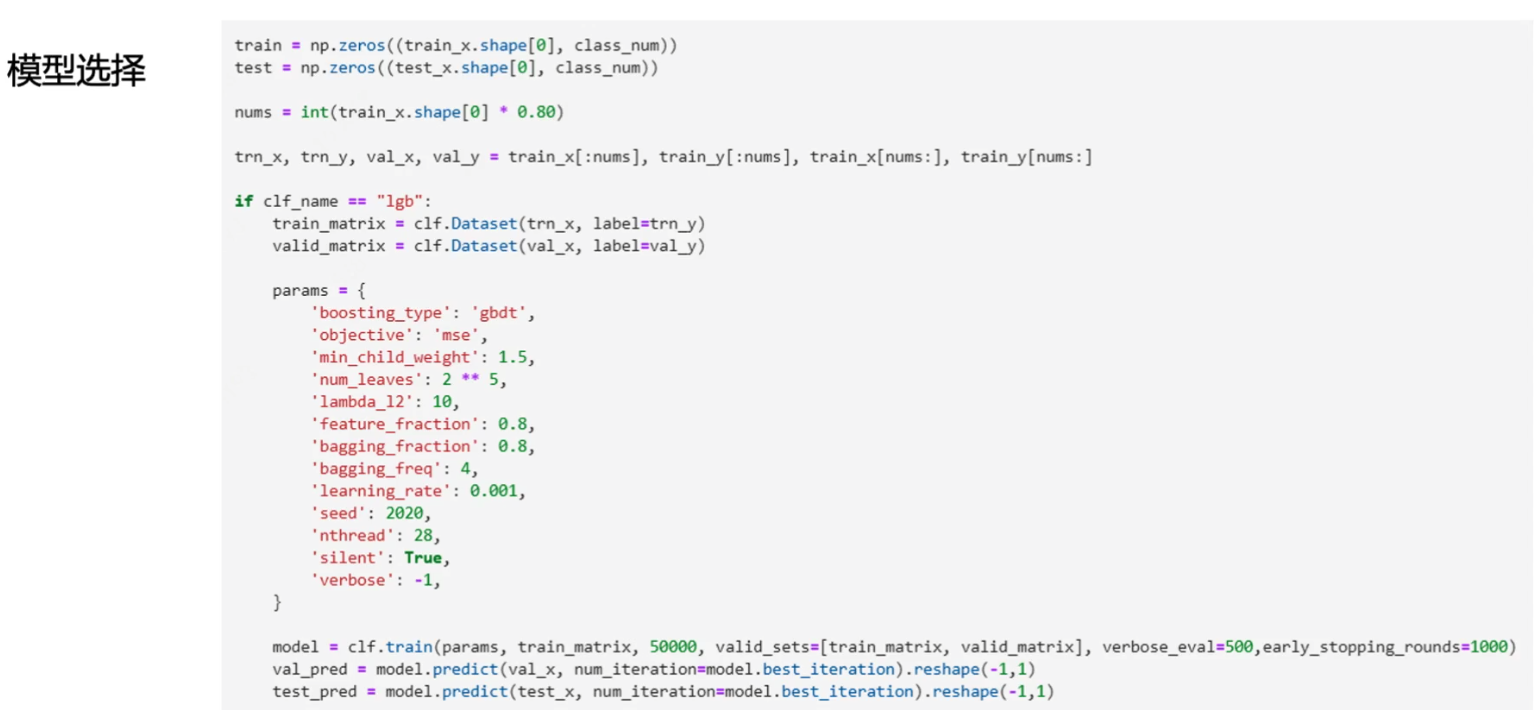 模型选择
train = np.zeros((train_x.shape[0], class_num))
test = np.zeros((test_x.shape[0], class_num))
nums = int(train_x.shape[0] * 0.80)
trn_x, trn_y, val_x, val_y = train_x[:nums], train_y[:nums], train_x[nums:], train_y[nums:]
if clf_name == "lgb":
    train_matrix = clf.Dataset(trn_x, label=trn_y)
    valid_matrix = clf.Dataset(val_x, label=val_y)
    params = {
        'boosting_type': 'gbdt',
        'objective': 'mse',
        'min_child_weight': 1.5,
        'num_leaves': 2 ** 5,
        'lambda_l2': 10,
        'feature_fraction': 0.8,
        'bagging_fraction': 0.8,
        'bagging_freq': 4,
        'learning_rate': 0.001,
        'seed': 2020,
        'nthread': 28,
        'silent': True,
        'verbose': -1,
    }
    model = clf.train(params, train_matrix, 50000, valid_sets=[train_matrix, valid_matrix], verbose_eval=500,early_stopping_rounds=1000)
    val_pred = model.predict(val_x, num_iteration=model.best_iteration).reshape(-1,1)
    test_pred = model.predict(test_x, num_iteration=model.best_iteration).reshape(-1,1)